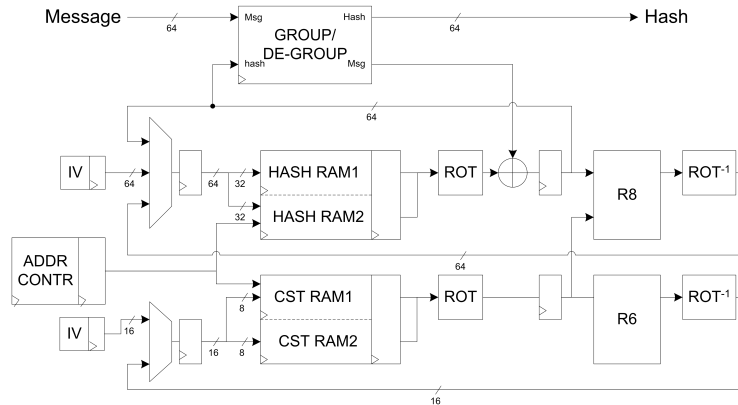 Message
64
Msg
Hash
64
Hash
GROUP/
DE-GROUP
hash
Msg
64
IV
64
64
32
32
HASH RAM1
HASH RAM2
ROT
R8
ROT-1
64
ADDR
CONTR
IV
16
16
8
8
CST RAM1
CST RAM2
ROT
R6
ROT-1
16